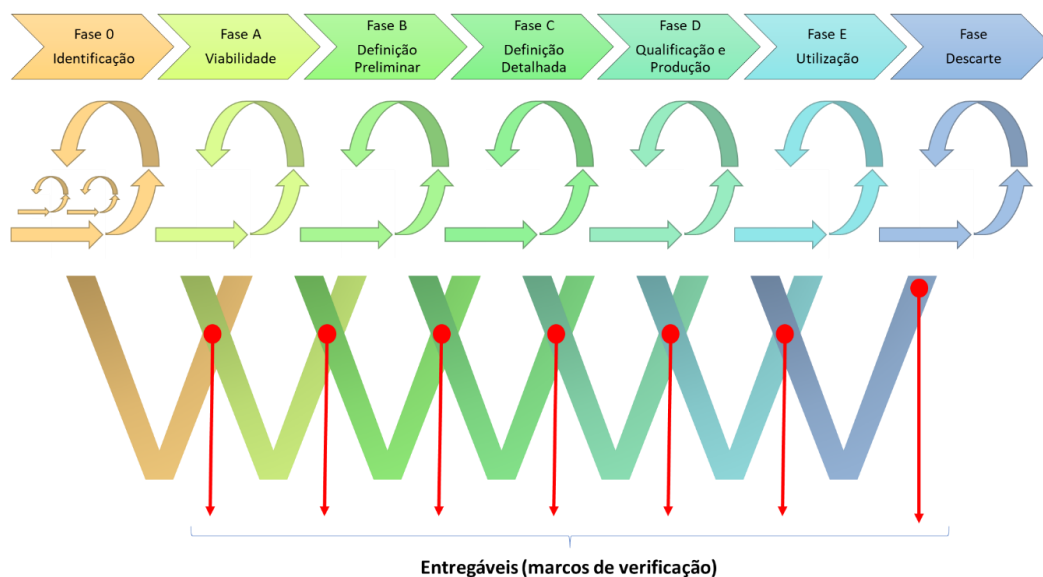 Fase 0
Identificação
Fase A
Viabilidade
Fase B
Definição
Preliminar
Fase C
Definição
Detalhada
Fase D
Qualificação e
Produção
Fase E
Utilização
Fase
Descarte
Entregáveis (marcos de verificação)